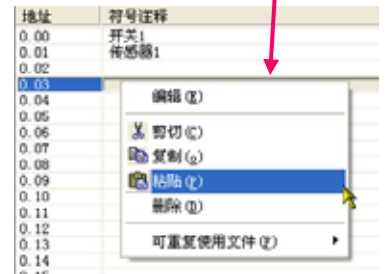 地址 符号注释
0.00 开关1
0.01 传感器1
0.02
0.03
0.04 编辑(E)
0.05
0.06 剪切(C)
0.07 复制(o)
0.08
0.09 粘贴(P)
0.10 删除(D)
0.11
0.12
0.13 可重复使用文件(F)
0.14